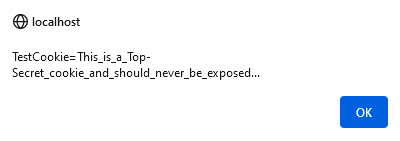 localhost
TestCookie=This_is_a_Top-
Secret_cookie_and_should_never_be_exposed...
OK